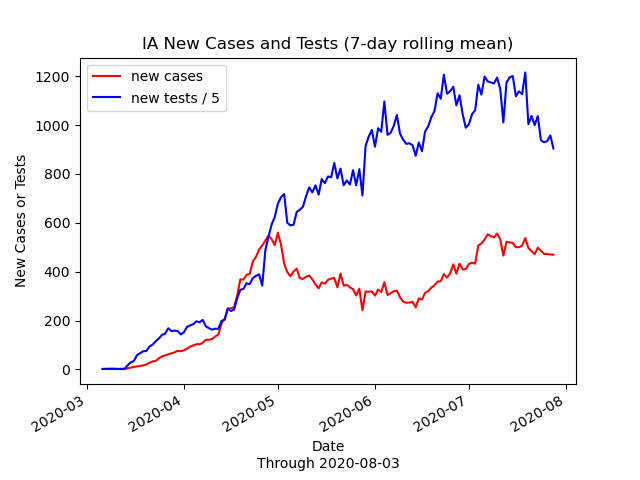 IA New Cases and Tests (7-day rolling mean)
new cases
new tests / 5
New Cases or Tests
1200
1000
800
600
400
200
0
2020-03
2020-04
2020-05
2020-06
2020-07
2020-08
Date
Through 2020-08-03